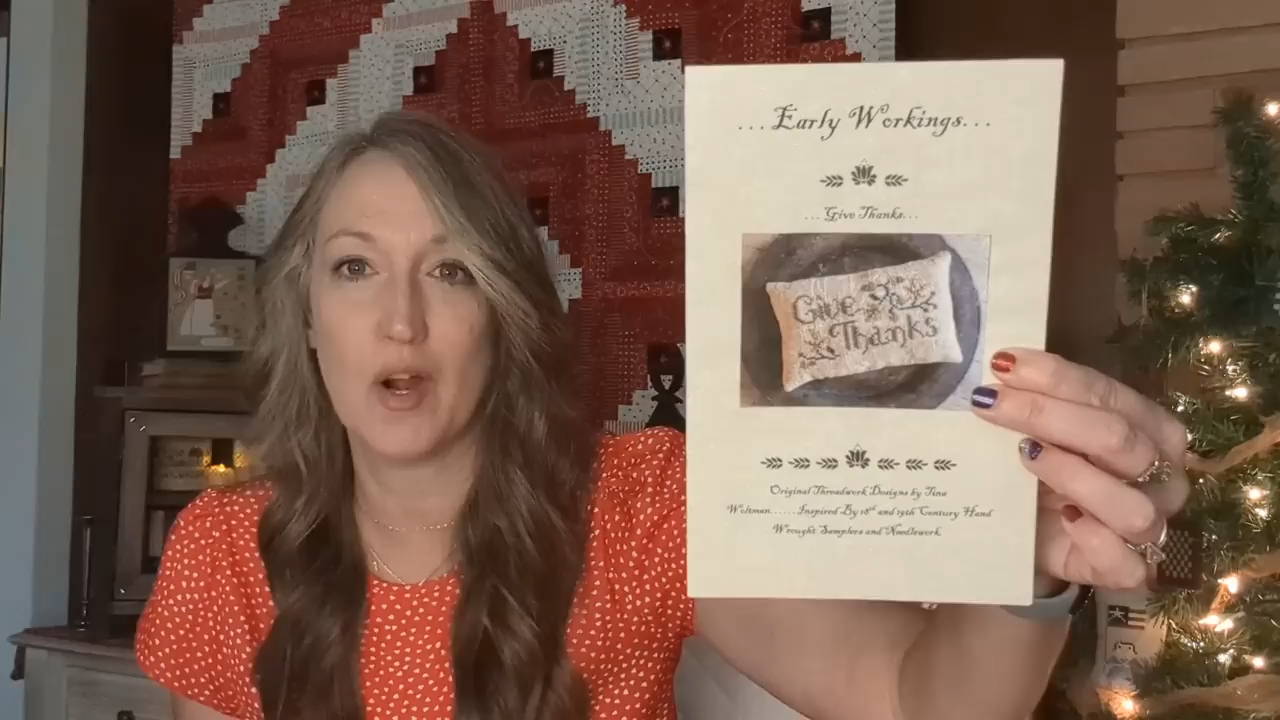 ...Early Workings...
...Give Thanks...
Give
Thanks
Original Threadwork Designs by Tina
Woltman......Inspired By 18th and 19th Century Hand
Wrought Samplers and Needlework